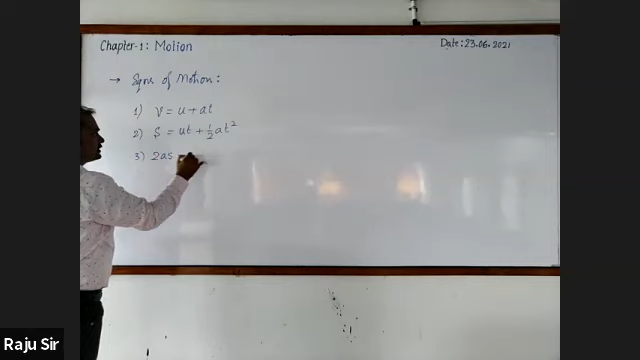 Chapter-1: Motion
Date: 23.06.2021
→ Eqns of Motion:
1) V = u + at
2) S = ut + ½at²
3) 2as =
Raju Sir